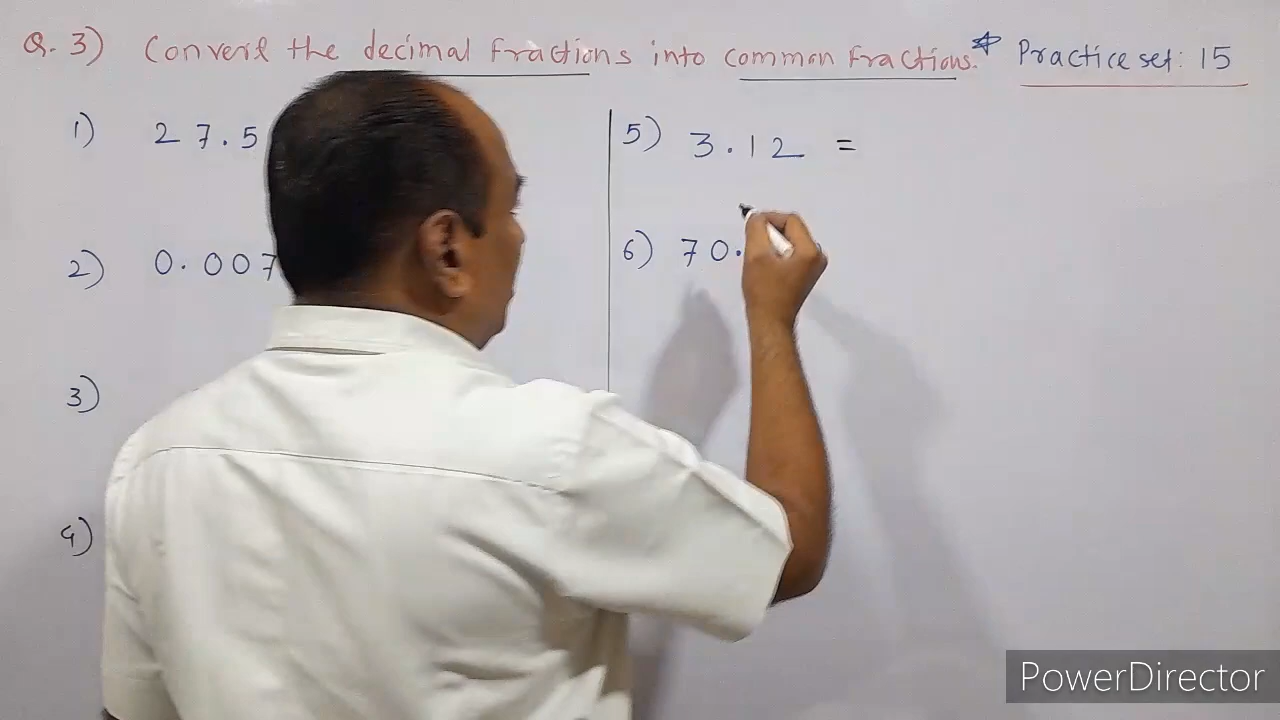 Q. 3) Convert the decimal fractions into common fractions.* Practice set: 15
1) 27.5
2) 0.007
3)
4)
5) 3.12 =
6) 70.
PowerDirector